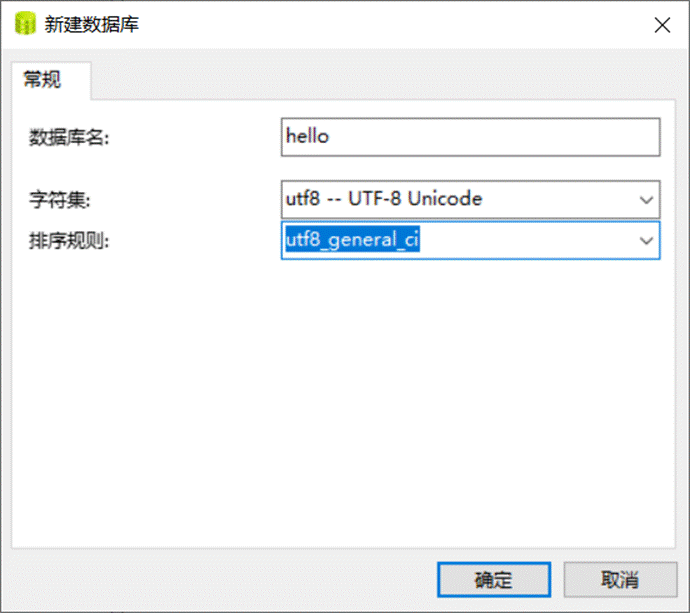 新建数据库
常规
数据库名: hello
字符集: utf8 -- UTF-8 Unicode
排序规则: utf8_general_ci
确定 取消